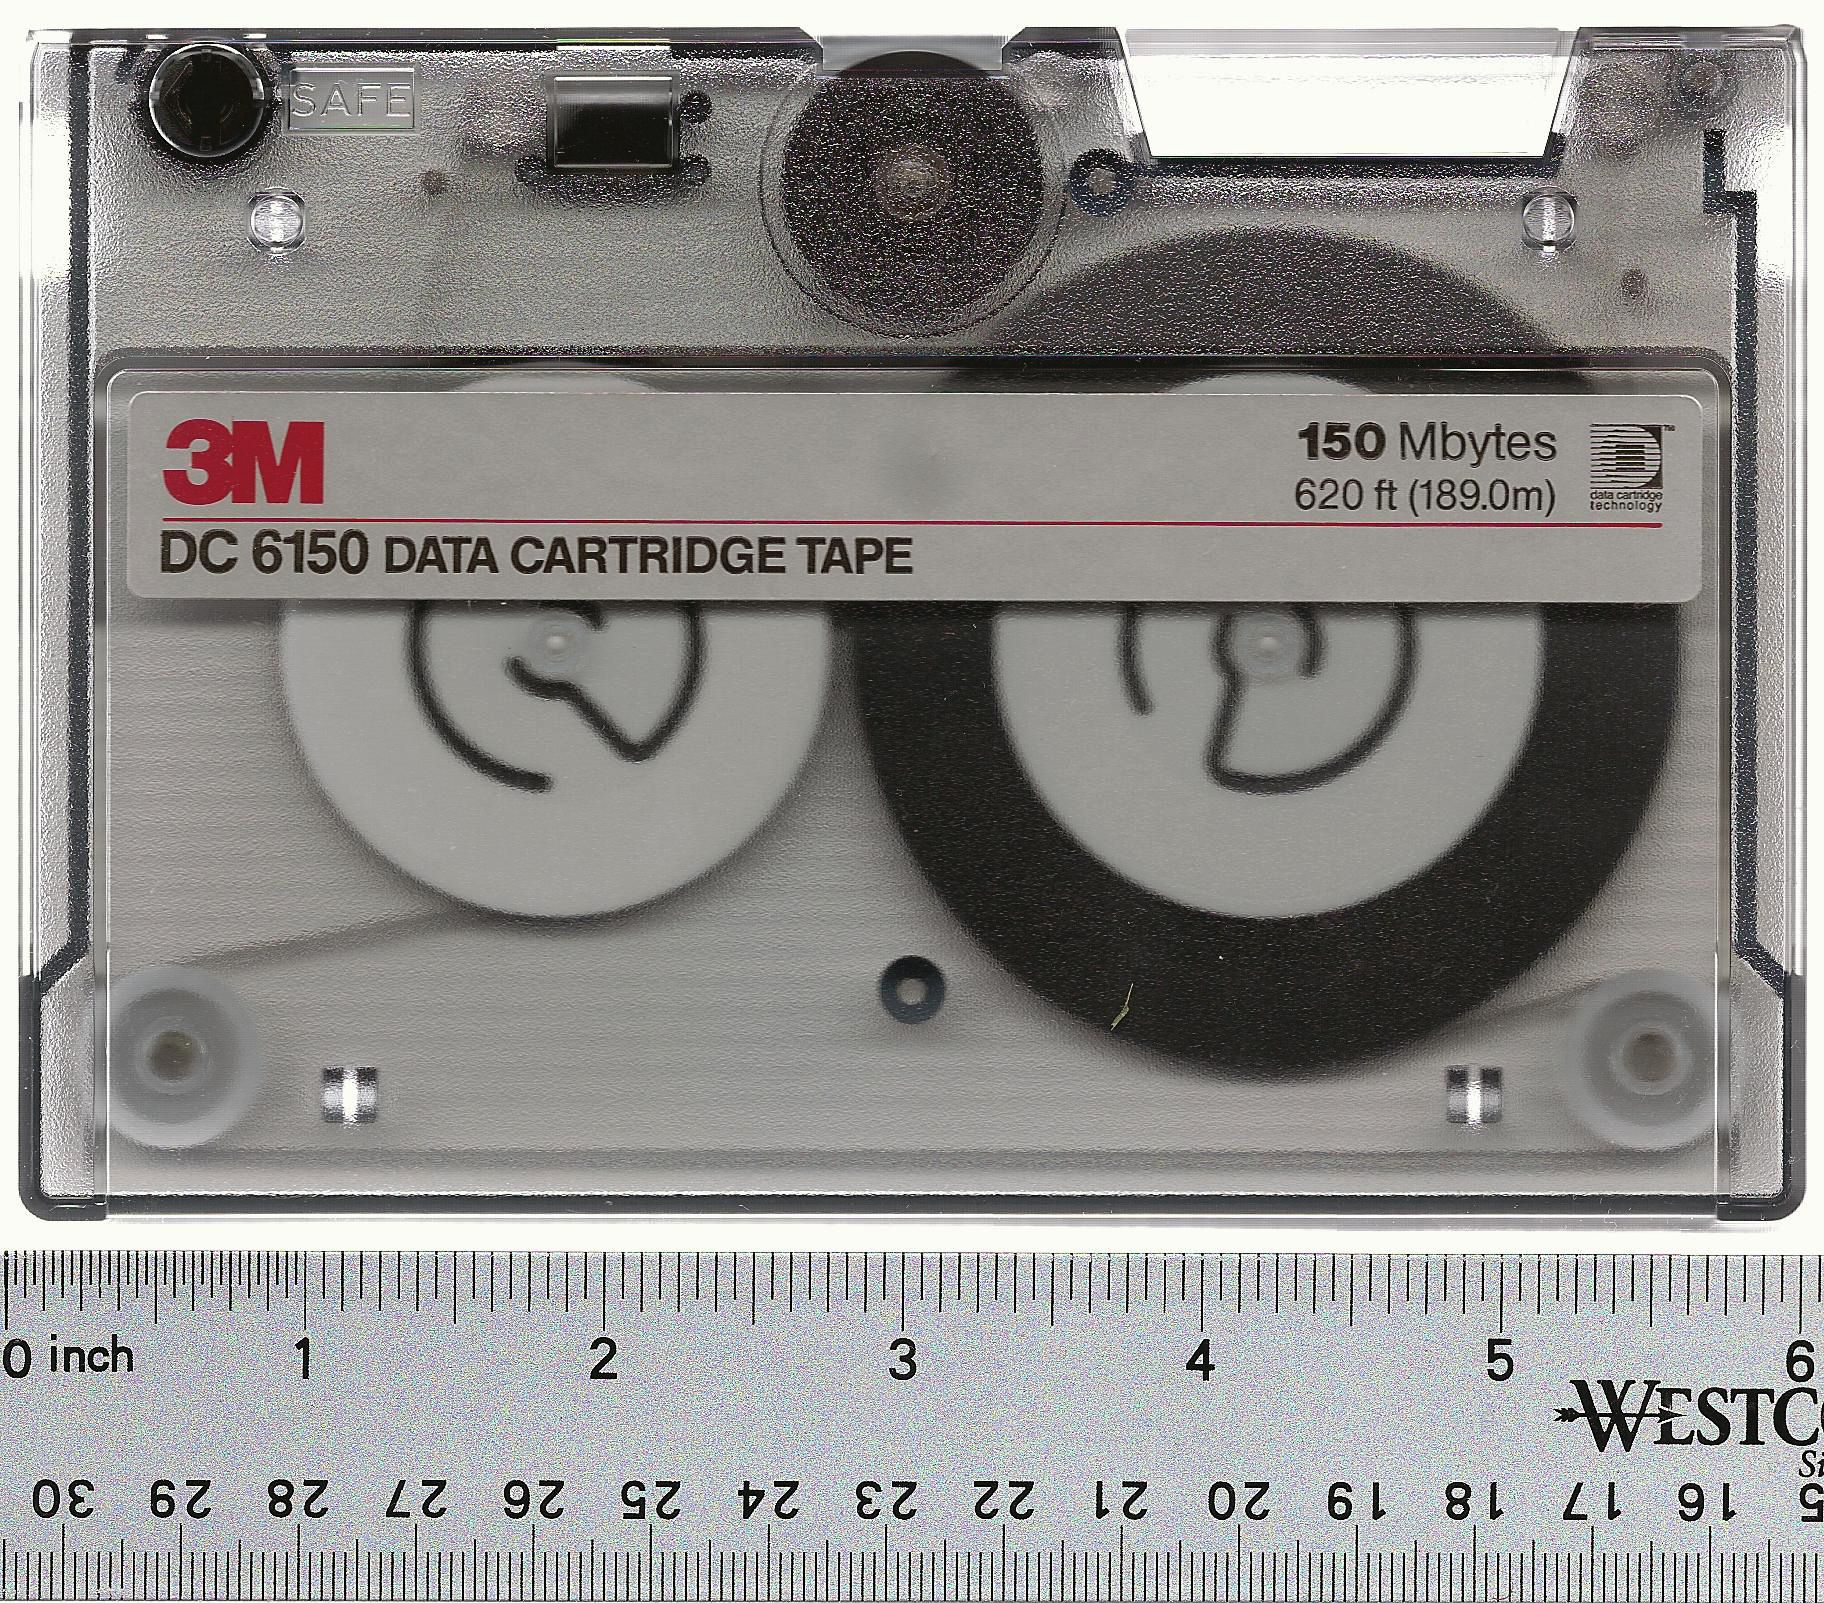 SAFE
3M
150 Mbytes
620 ft (189.0m)
TM
data cartridge
technology
DC 6150 DATA CARTRIDGE TAPE
0 inch 1 2 3 4 5 6
WESTC
30 29 28 27 26 25 24 23 22 21 20 19 18 17 16